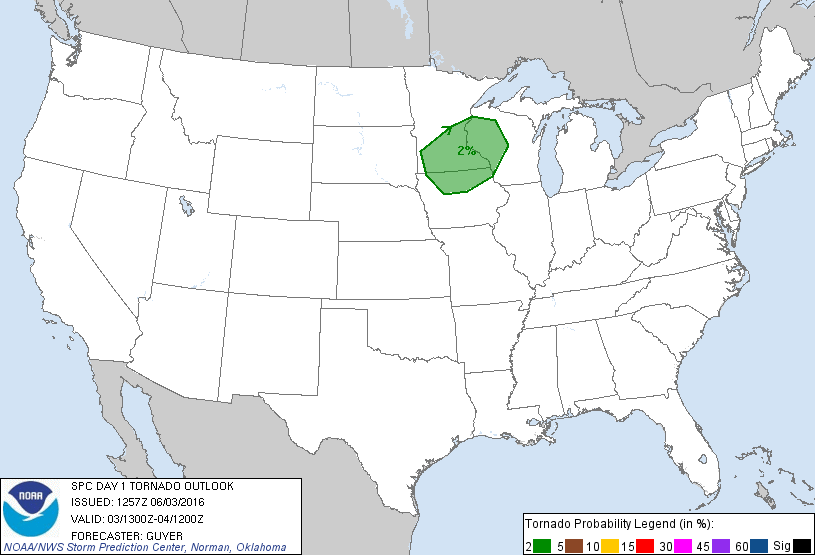 2%
NOAA
SPC DAY 1 TORNADO OUTLOOK
ISSUED: 1257Z 06/03/2016
VALID: 03/1300Z-04/1200Z
FORECASTER: GUYER
NOAA/NWS Storm Prediction Center, Norman, Oklahoma
Tornado Probability Legend (in %):
2 5 10 15 30 45 60 Sig